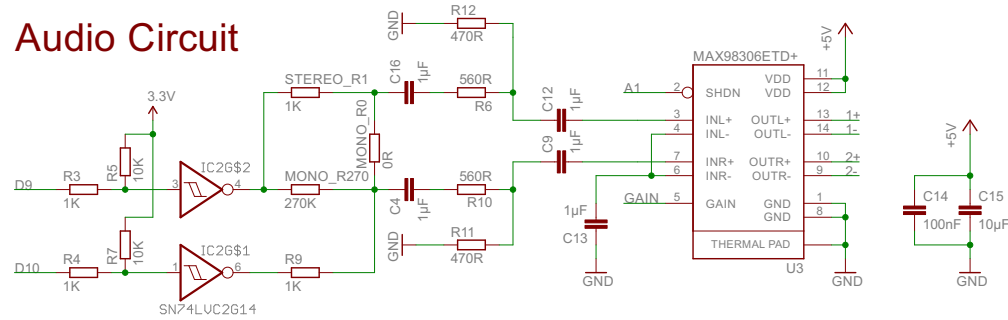 Audio Circuit
R12
GND
470R
+5V
MAX98306ETD+
STEREO_R1
1K
C16
1µF
560R
R6
C12
1µF
A1
2
SHDN
VDD
11
VDD
12
3.3V
MONO_R0
0R
3
INL+
OUTL+
13
1+
4
INL-
OUTL-
14
1-
+5V
R5
10K
IC2G$2
C9
1µF
D9
R3
1K
3
4
MONO_R270
270K
C4
1µF
560R
R10
7
INR+
OUTR+
10
2+
6
INR-
OUTR-
9
2-
GAIN
5
GAIN
GND
1
GND
8
C14
100nF
C15
10µF
1µF
C13
R7
10K
IC2G$1
GND
R11
470R
THERMAL PAD
U3
D10
R4
1K
1
6
R9
1K
SN74LVC2G14
GND
GND
GND